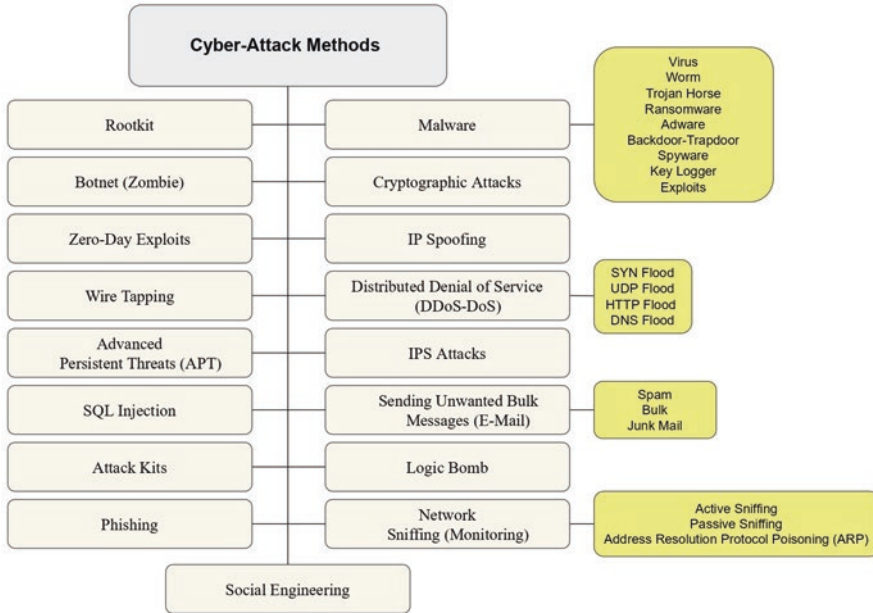 Cyber-Attack Methods
Rootkit
Malware
Virus
Worm
Trojan Horse
Ransomware
Adware
Backdoor-Trapdoor
Spyware
Key Logger
Exploits
Botnet (Zombie)
Cryptographic Attacks
Zero-Day Exploits
IP Spoofing
Wire Tapping
Distributed Denial of Service
(DDoS-DoS)
SYN Flood
UDP Flood
HTTP Flood
DNS Flood
Advanced
Persistent Threats (APT)
IPS Attacks
SQL Injection
Sending Unwanted Bulk
Messages (E-Mail)
Spam
Bulk
Junk Mail
Attack Kits
Logic Bomb
Phishing
Network
Sniffing (Monitoring)
Active Sniffing
Passive Sniffing
Address Resolution Protocol Poisoning (ARP)
Social Engineering